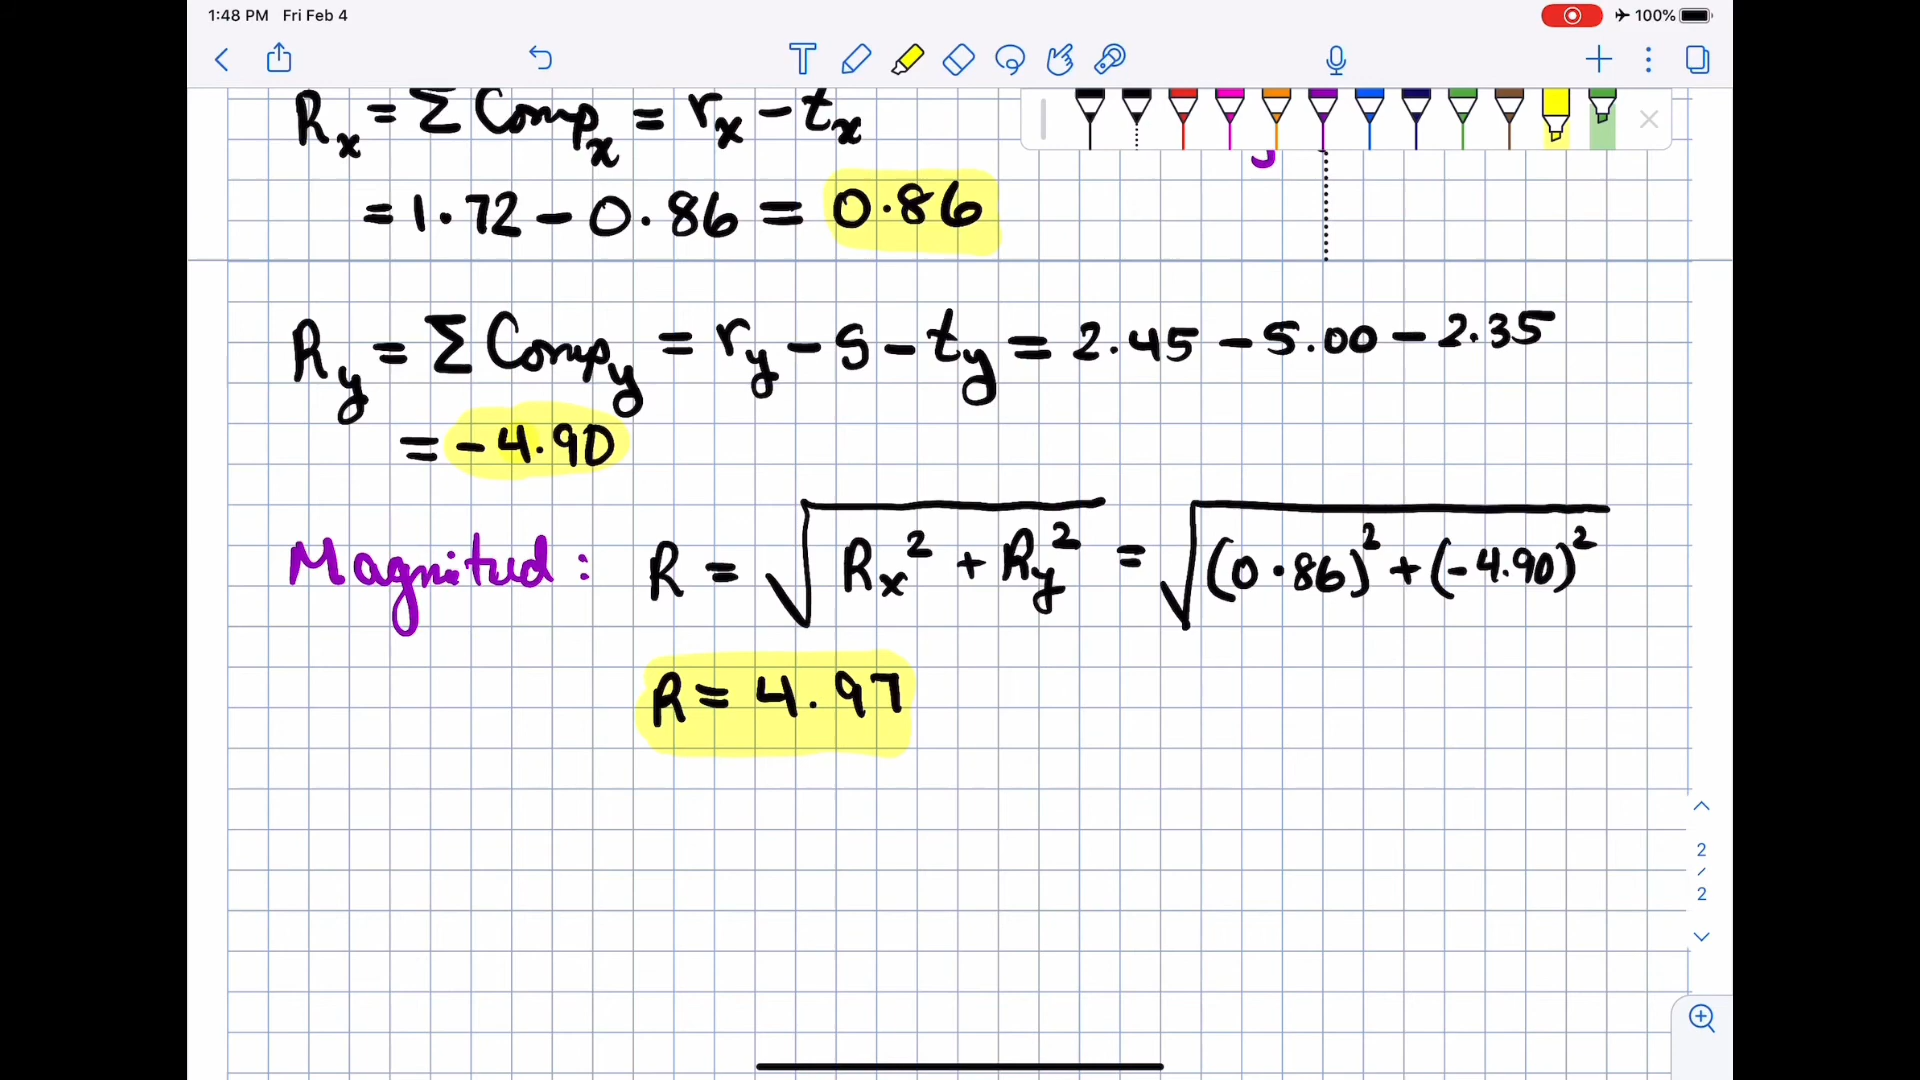 1:48 PM Fri Feb 4 100%
Rx = Σ Compx = rx - tx
= 1.72 - 0.86 = 0.86
Ry = Σ Compy = ry - s - ty = 2.45 - 5.00 - 2.35
= - 4.90
Magnitud: R = √(Rx² + Ry²) = √((0.86)² + (-4.90)²)
R = 4.97
2
2